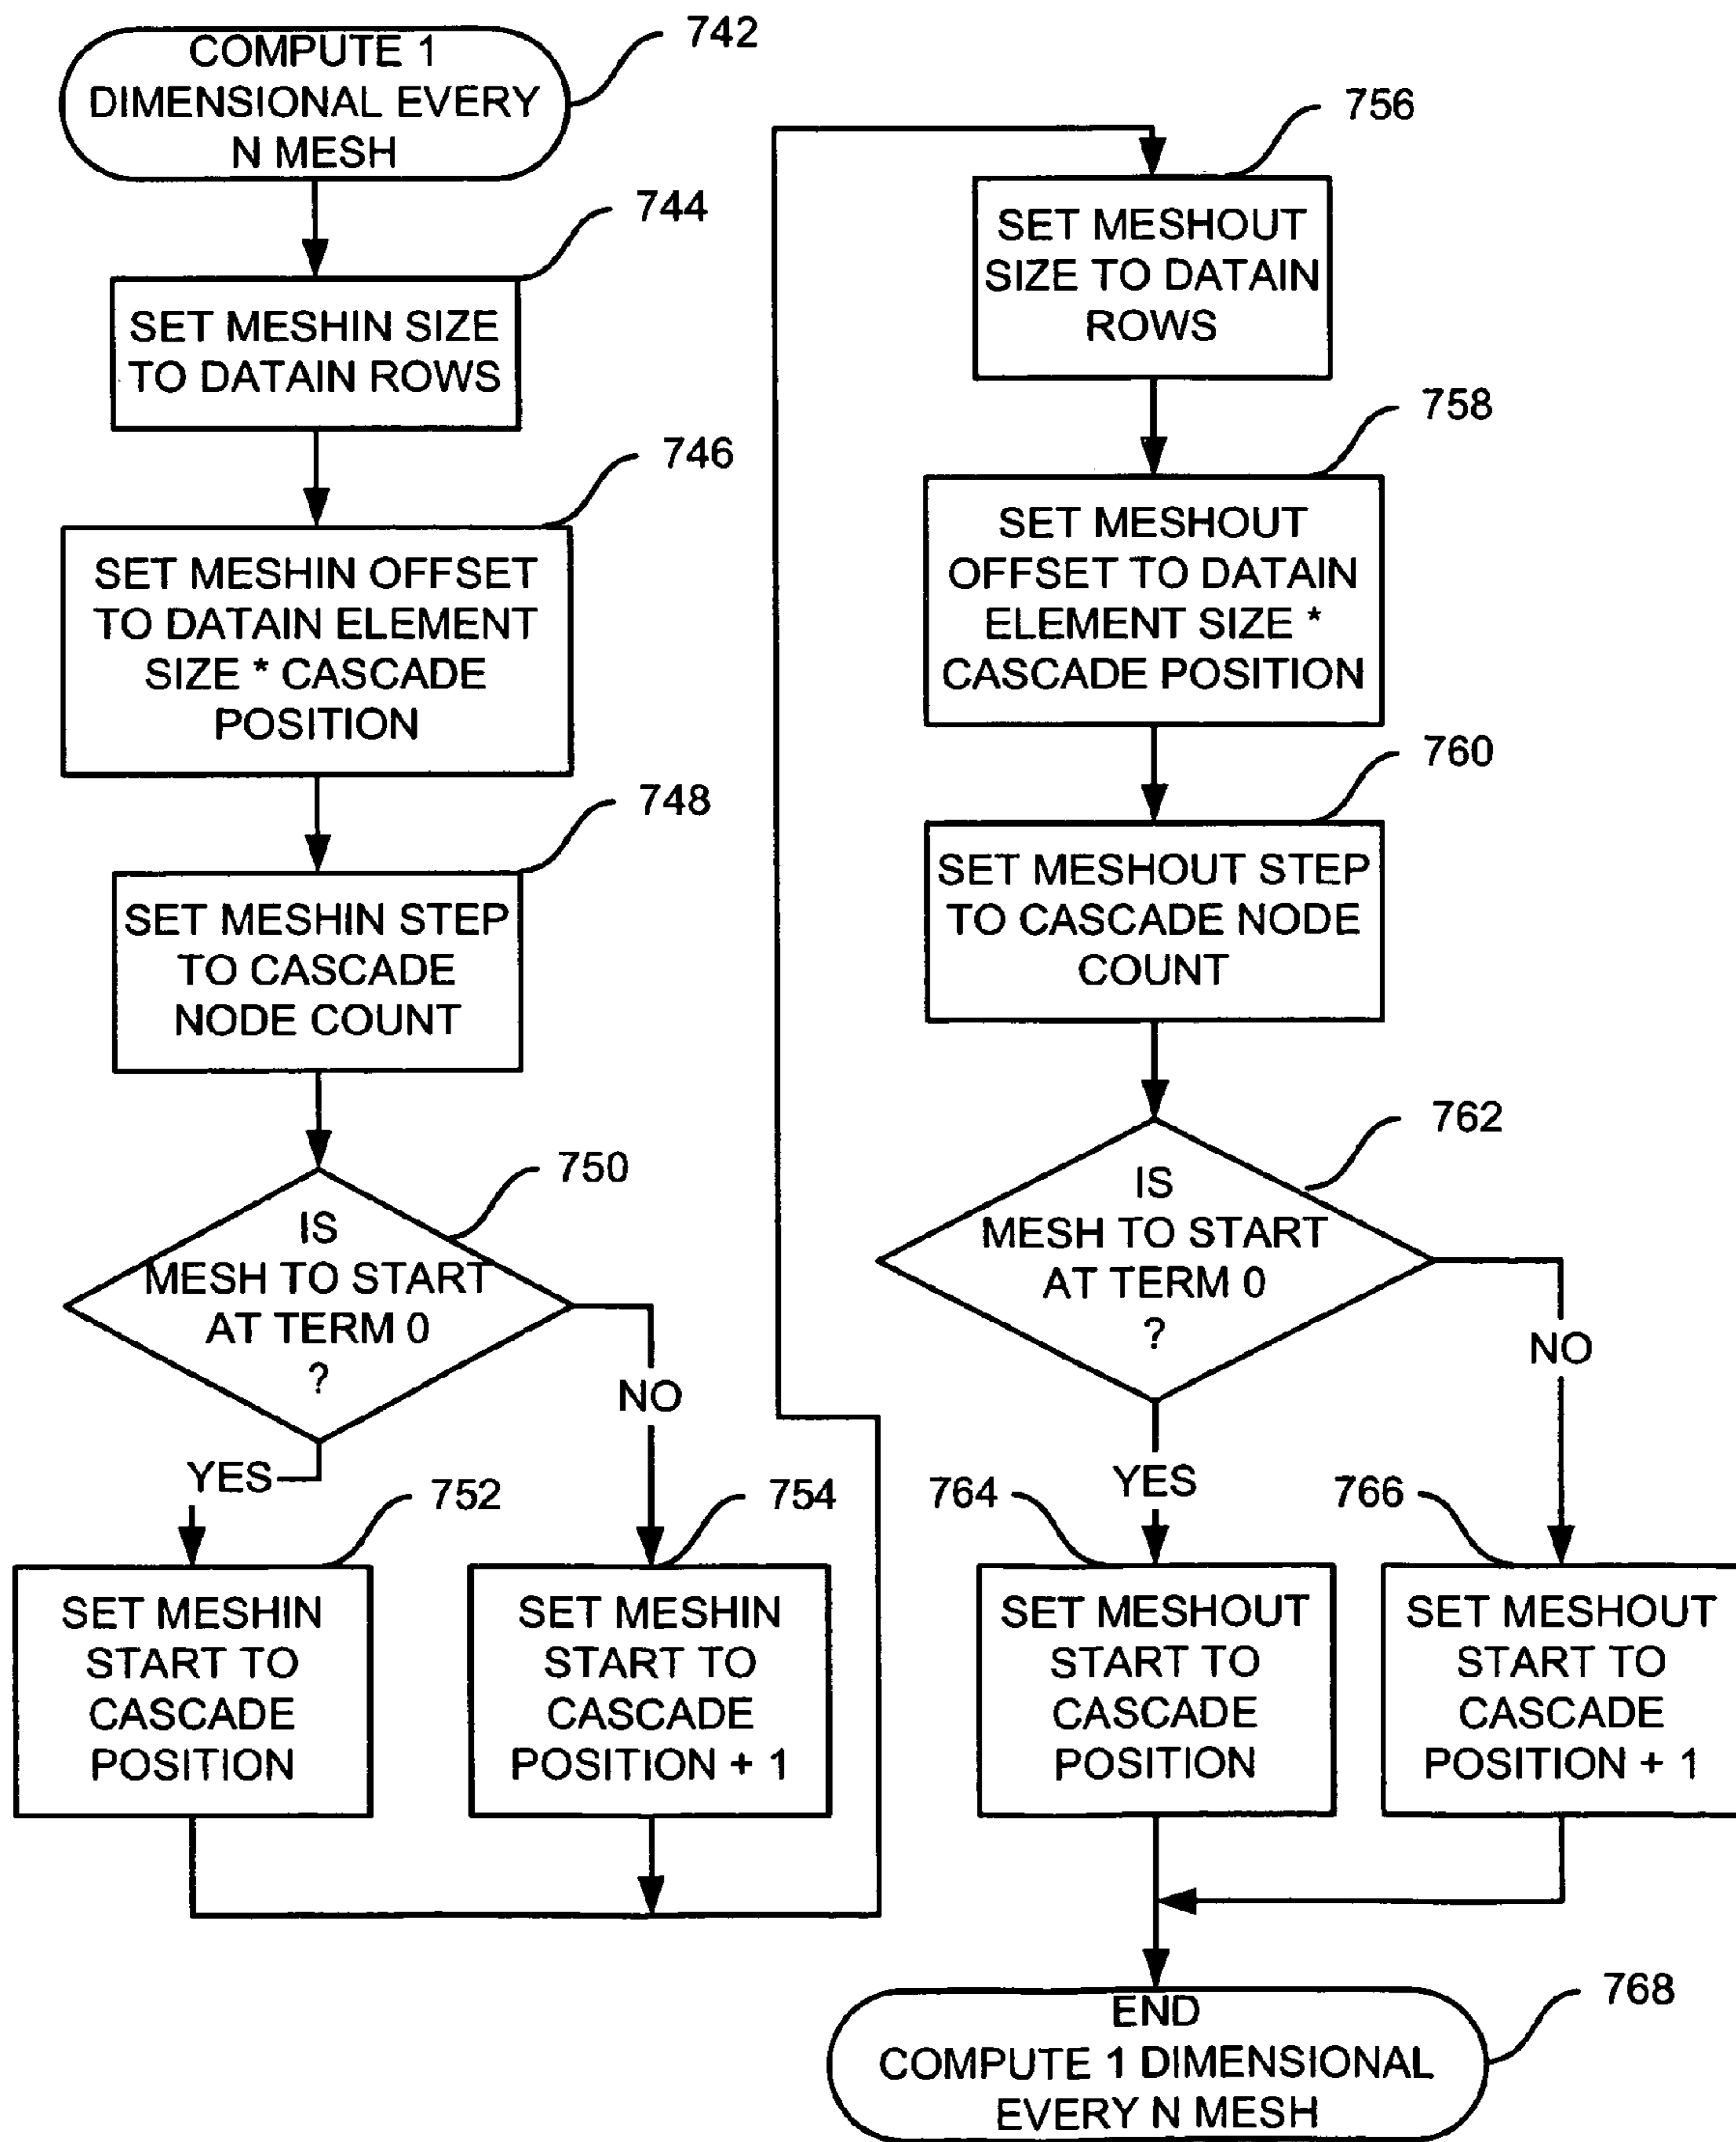 COMPUTE 1
DIMENSIONAL EVERY
N MESH
742
SET MESHIN SIZE
TO DATAIN ROWS
744
SET MESHIN OFFSET
TO DATAIN ELEMENT
SIZE * CASCADE
POSITION
746
SET MESHIN STEP
TO CASCADE
NODE COUNT
748
IS
MESH TO START
AT TERM 0
?
750
YES
NO
SET MESHIN
START TO
CASCADE
POSITION
752
SET MESHIN
START TO
CASCADE
POSITION + 1
754
SET MESHOUT
SIZE TO DATAIN
ROWS
756
SET MESHOUT
OFFSET TO DATAIN
ELEMENT SIZE *
CASCADE POSITION
758
SET MESHOUT STEP
TO CASCADE NODE
COUNT
760
IS
MESH TO START
AT TERM 0
?
762
YES
NO
SET MESHOUT
START TO
CASCADE
POSITION
764
SET MESHOUT
START TO
CASCADE
POSITION + 1
766
END
COMPUTE 1 DIMENSIONAL
EVERY N MESH
768